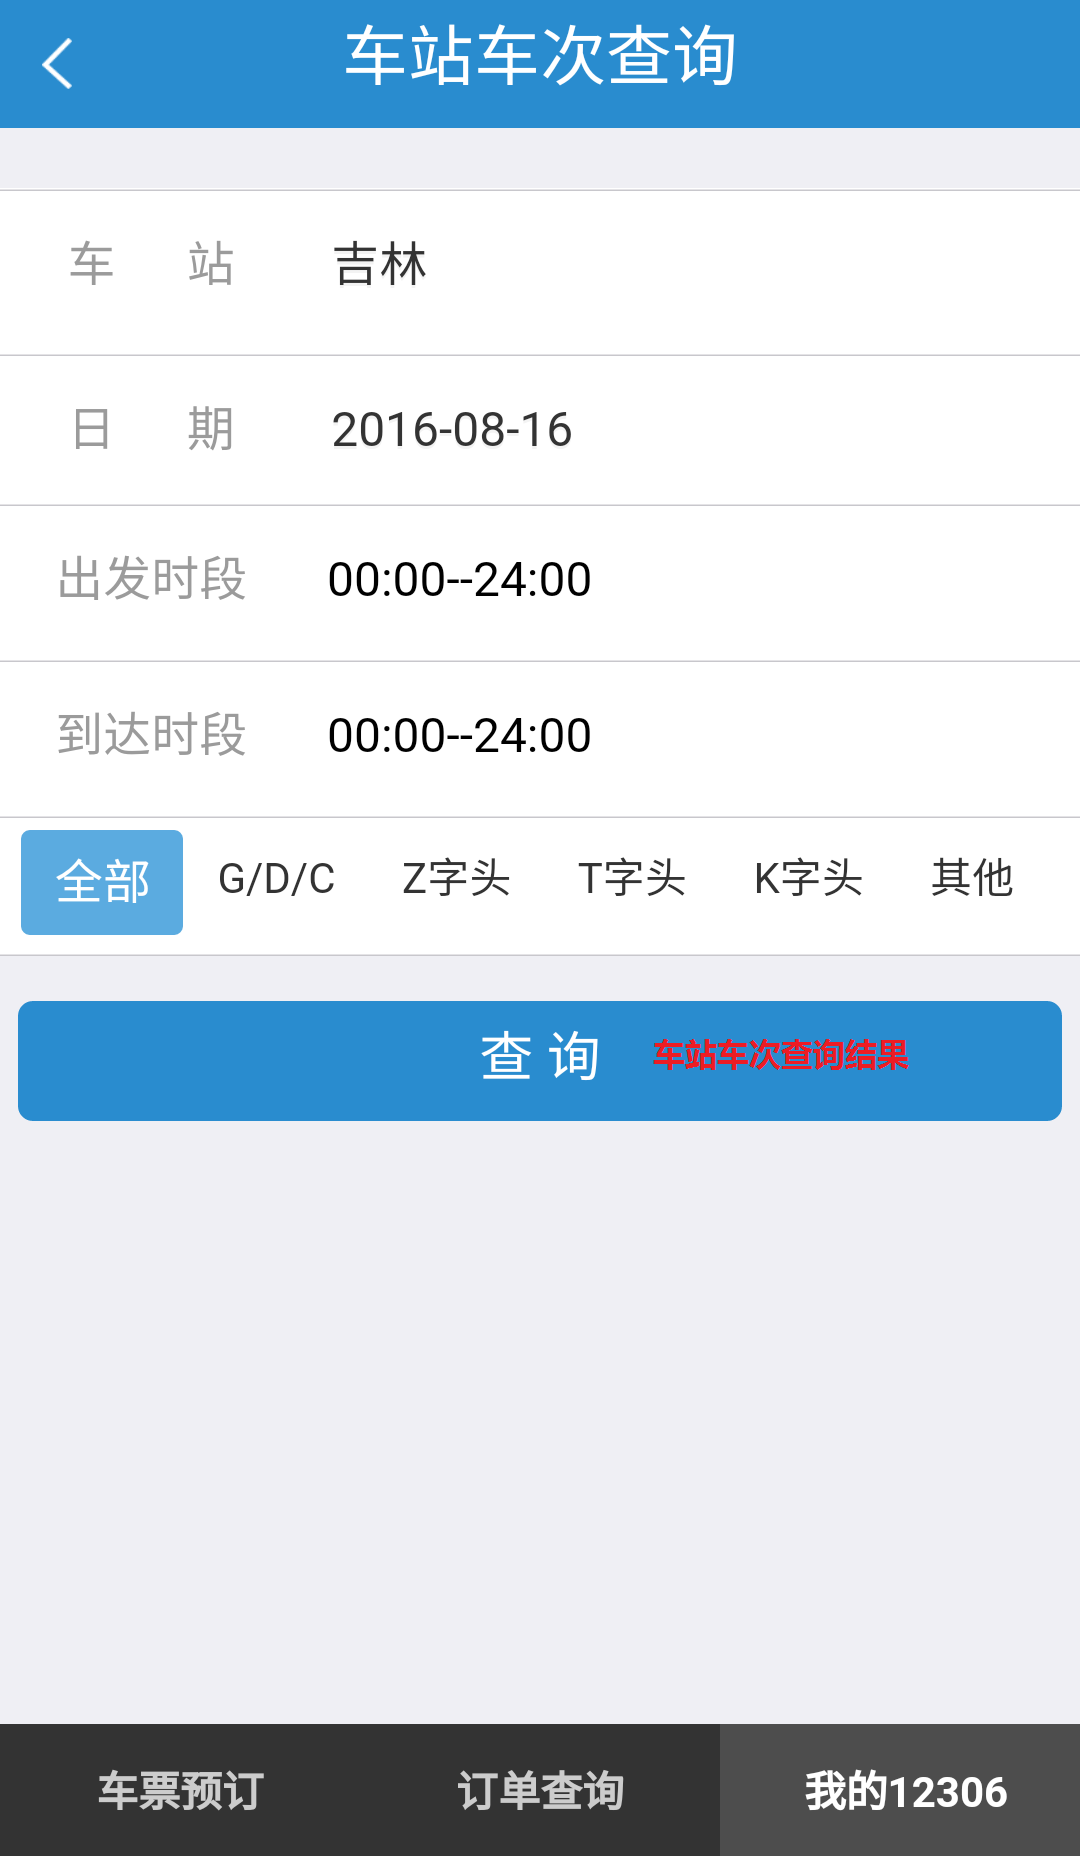 车站车次查询
车 站 吉林
日 期 2016-08-16
出发时段 00:00--24:00
到达时段 00:00--24:00
全部 G/D/C Z字头 T字头 K字头 其他
查 询 车站车次查询结果
车票预订 订单查询 我的12306